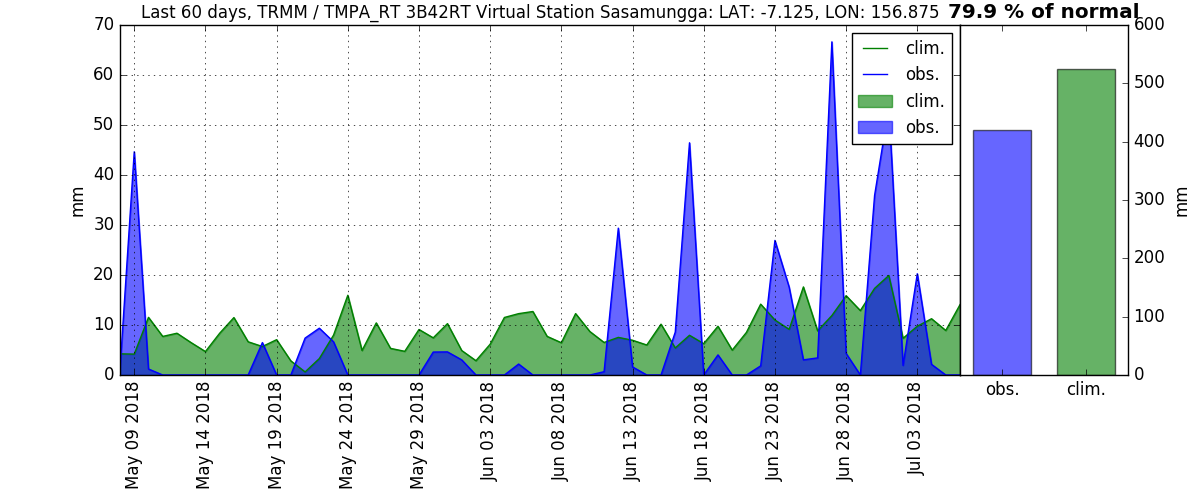 Last 60 days, TRMM / TMPA_RT 3B42RT Virtual Station Sasamungga: LAT: -7.125, LON: 156.875 79.9 % of normal
70
60
50
40
30
20
10
0
mm
clim.
obs.
clim.
obs.
May 09 2018
May 14 2018
May 19 2018
May 24 2018
May 29 2018
Jun 03 2018
Jun 08 2018
Jun 13 2018
Jun 18 2018
Jun 23 2018
Jun 28 2018
Jul 03 2018
600
500
400
300
200
100
0
mm
obs.
clim.